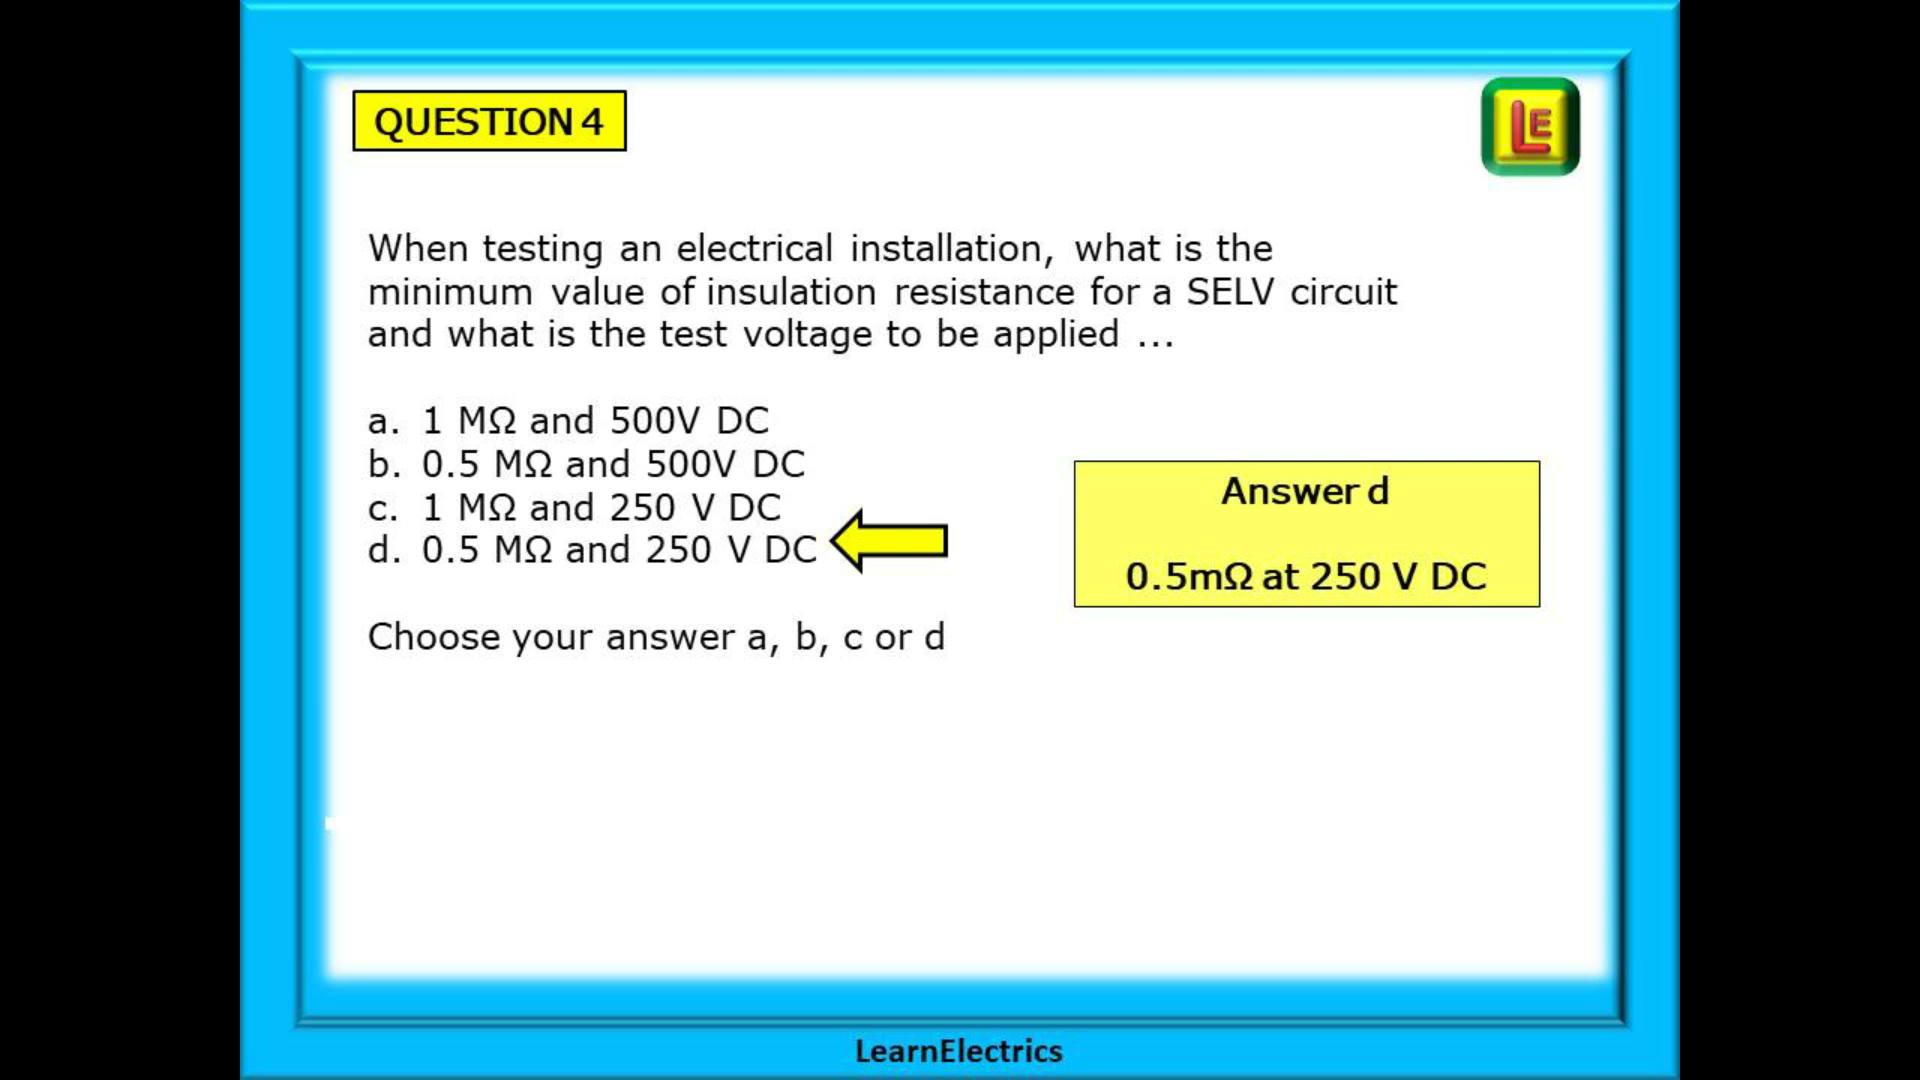 QUESTION 4
LE
When testing an electrical installation, what is the
minimum value of insulation resistance for a SELV circuit
and what is the test voltage to be applied ...
a. 1 MΩ and 500V DC
b. 0.5 MΩ and 500V DC
c. 1 MΩ and 250 V DC
d. 0.5 MΩ and 250 V DC
Answer d
0.5mΩ at 250 V DC
Choose your answer a, b, c or d
LearnElectrics